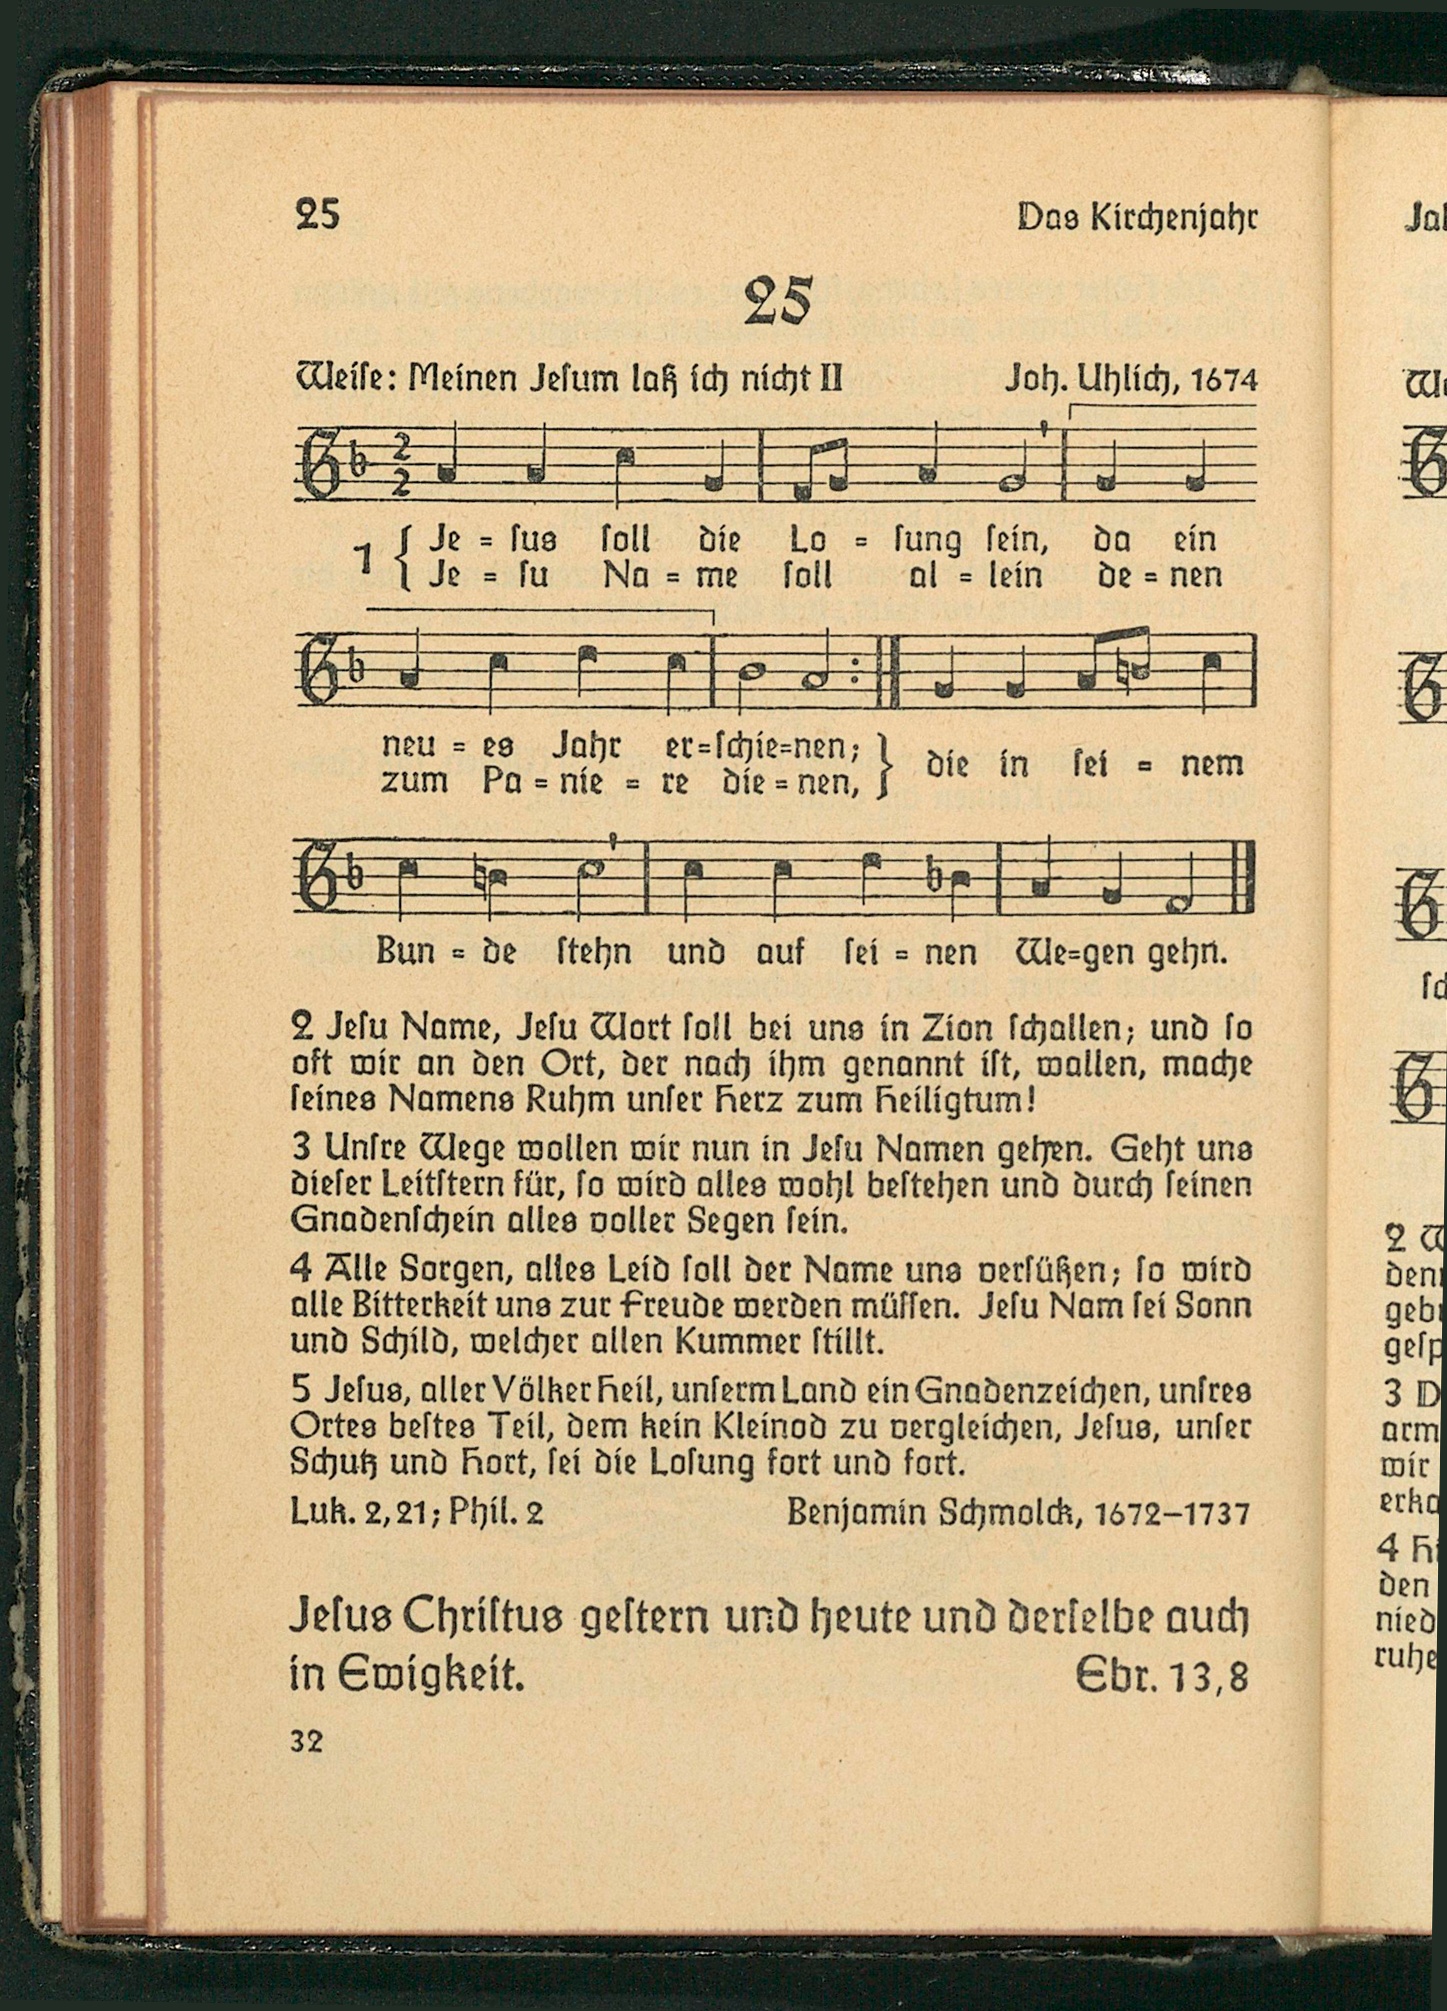 25 Das Kirchenjahr
25
Weiſe: Meinen Jeſum laß ich nicht II Joh. Uhlich, 1674
1 { Je = ſus ſoll die Lo = ſung ſein, da ein
Je = ſu Na = me ſoll al = lein de = nen
neu = es Jahr er=ſchie=nen; } die in ſei = nem
zum Pa = nie = re die = nen,
Bun = de ſtehn und auf ſei = nen We=gen gehn.
2 Jeſu Name, Jeſu Wort ſoll bei uns in Zion ſchallen; und ſo
oft wir an den Ort, der nach ihm genannt iſt, wallen, mache
ſeines Namens Ruhm unſer Herz zum Heiligtum!
3 Unſre Wege wollen wir nun in Jeſu Namen gehen. Geht uns
dieſer Leitſtern für, ſo wird alles wohl beſtehen und durch ſeinen
Gnadenſchein alles voller Segen ſein.
4 Alle Sorgen, alles Leid ſoll der Name uns verſüßen; ſo wird
alle Bitterkeit uns zur Freude werden müſſen. Jeſu Nam ſei Sonn
und Schild, welcher allen Kummer ſtillt.
5 Jeſus, aller Völker Heil, unſerm Land ein Gnadenzeichen, unſres
Ortes beſtes Teil, dem kein Kleinod zu vergleichen, Jeſus, unſer
Schutz und Hort, ſei die Loſung fort und fort.
Luk. 2, 21; Phil. 2 Benjamin Schmolck, 1672–1737
Jeſus Chriſtus geſtern und heute und derſelbe auch
in Ewigkeit. Ebr. 13, 8
32